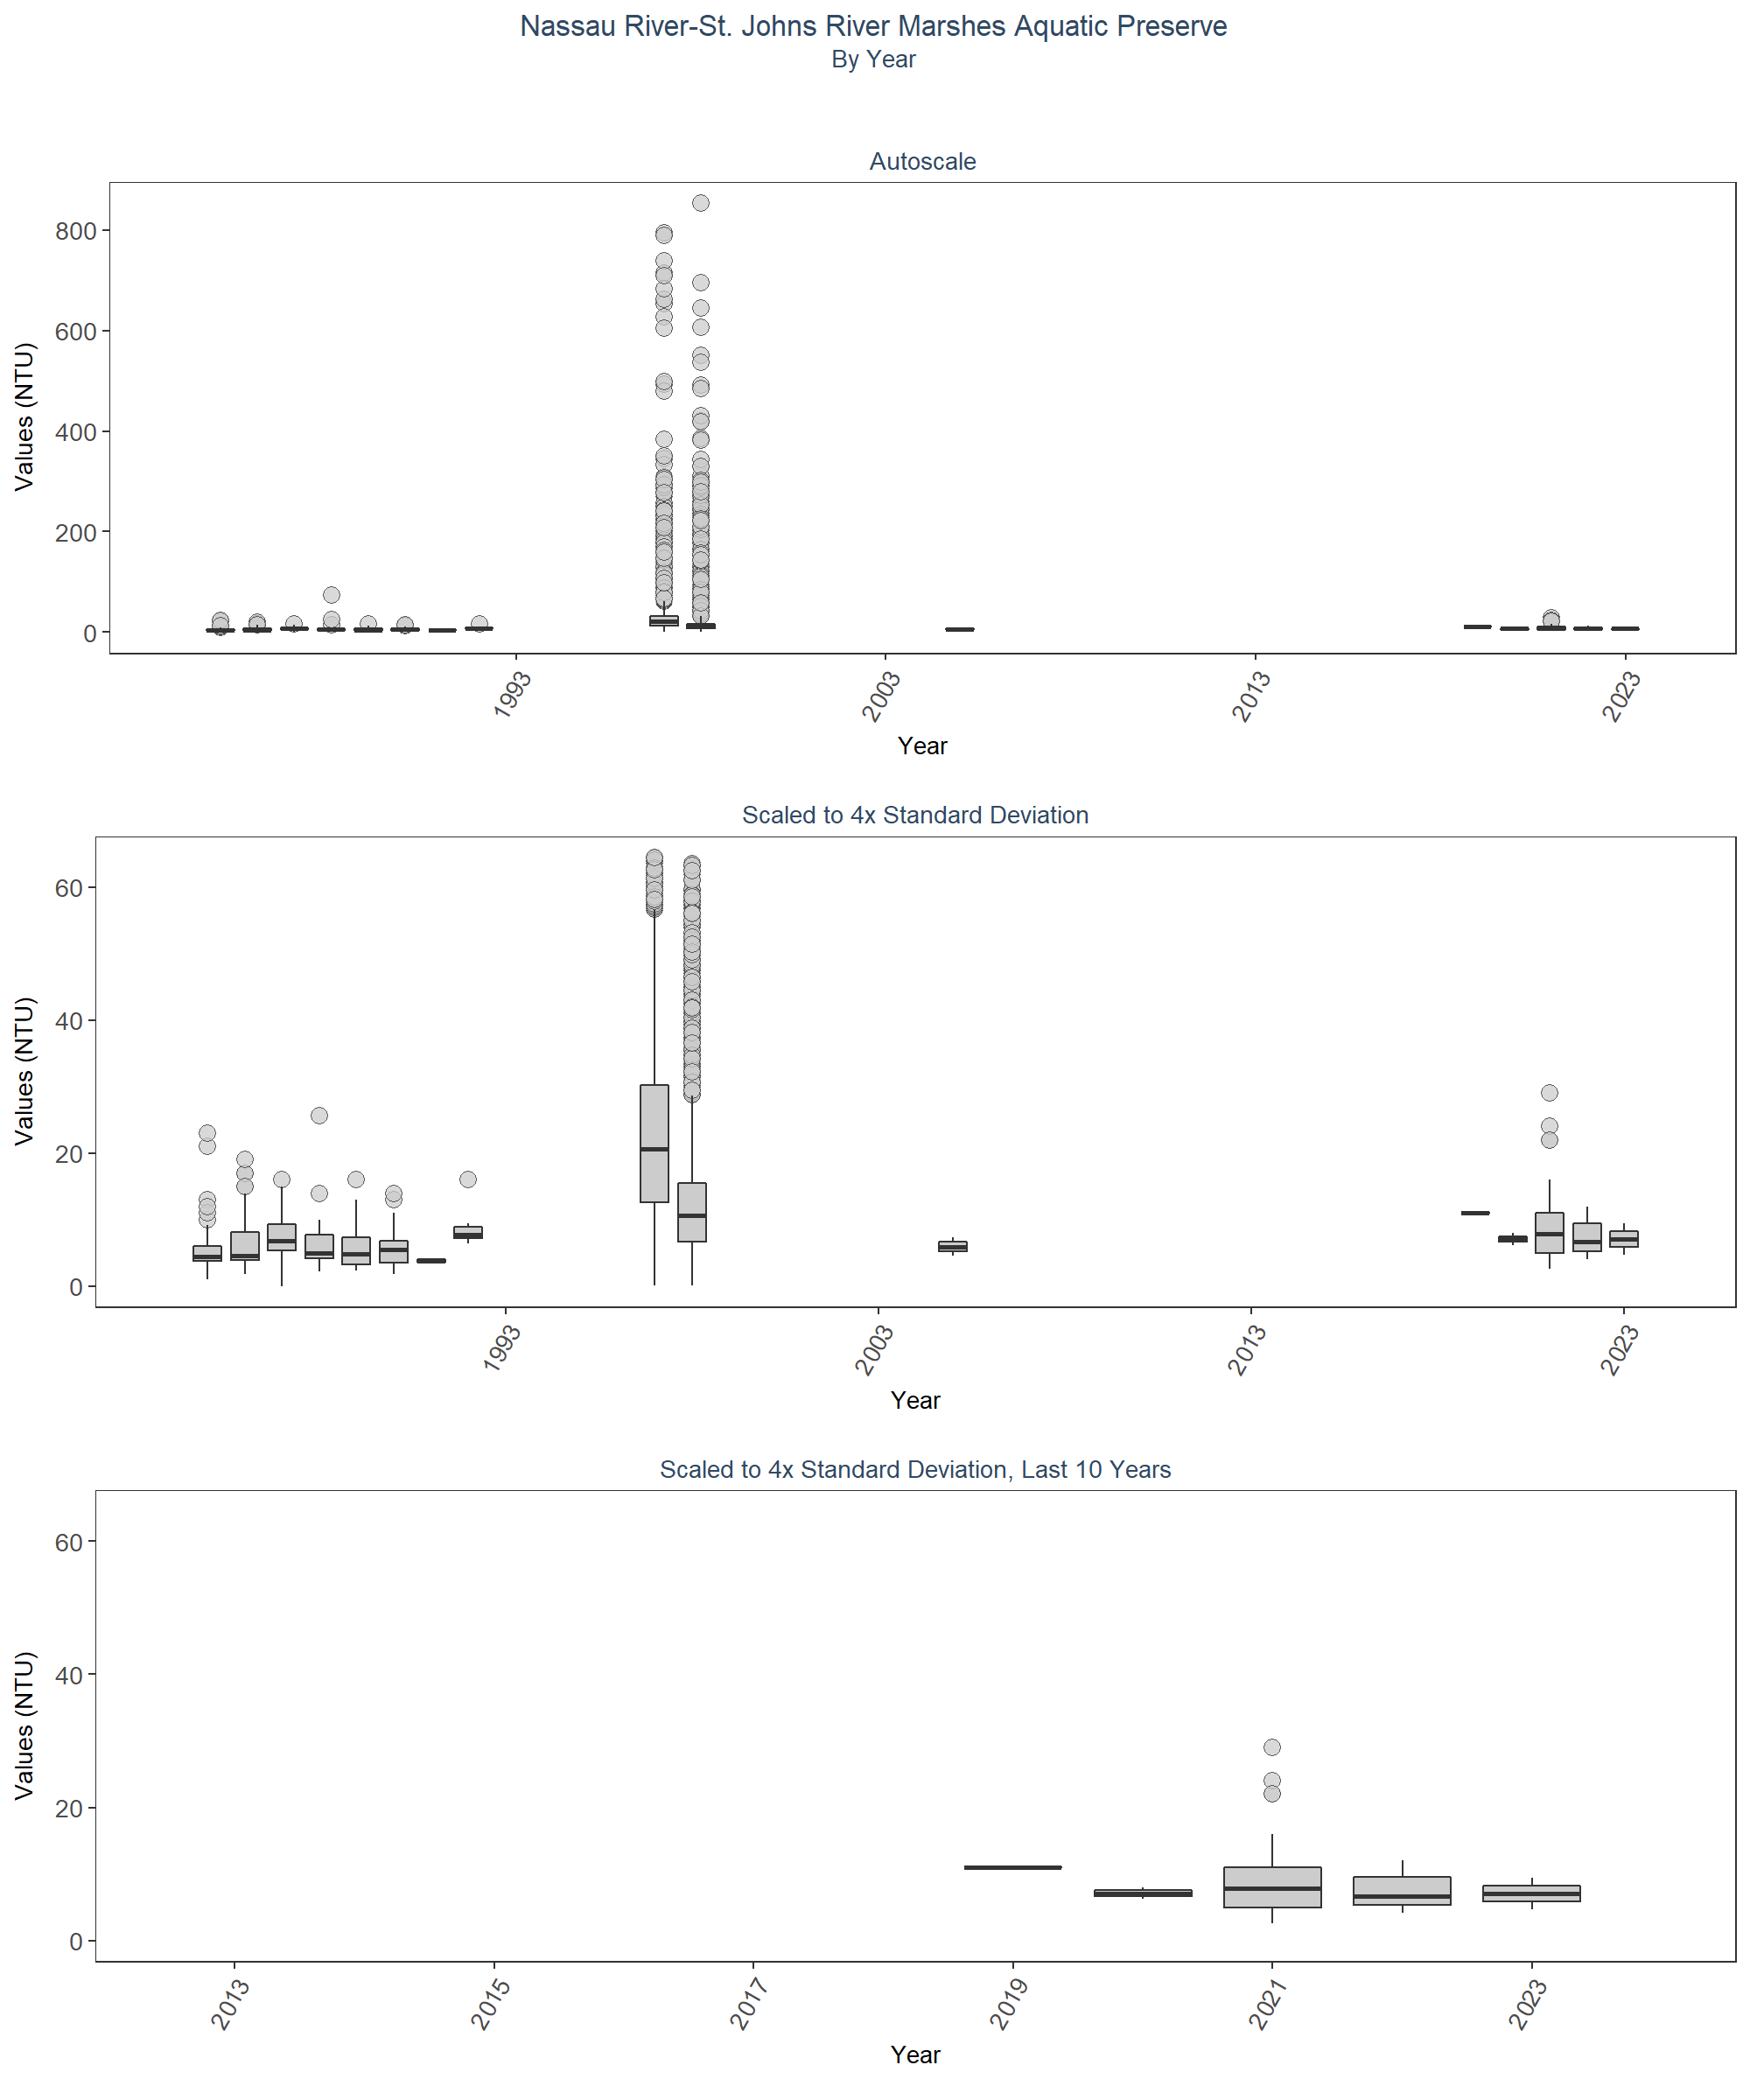 Nassau River-St. Johns River Marshes Aquatic Preserve
By Year
Autoscale
Values (NTU)
800
600
400
200
0
1993
2003
2013
2023
Year
Scaled to 4x Standard Deviation
Values (NTU)
60
40
20
0
1993
2003
2013
2023
Year
Scaled to 4x Standard Deviation, Last 10 Years
Values (NTU)
60
40
20
0
2013
2015
2017
2019
2021
2023
Year